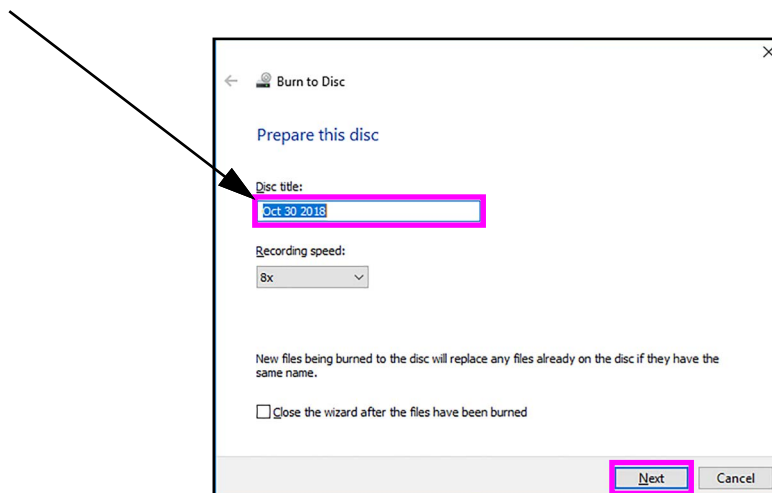 Burn to Disc
Prepare this disc
Disc title:
Oct 30 2018
Recording speed:
8x
New files being burned to the disc will replace any files already on the disc if they have the
same name.
Close the wizard after the files have been burned
Next Cancel